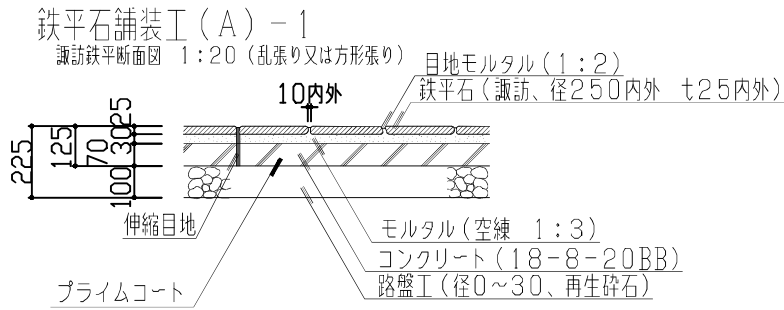 鉄平石舗装工(A)-1
諏訪鉄平断面図 1:20(乱張り又は方形張り)
目地モルタル(1:2)
10内外
鉄平石(諏訪、径250内外 t25内外)
25
30
70
125
225
100
伸縮目地
モルタル(空練 1:3)
コンクリート(18-8-20BB)
プライムコート
路盤工(径0~30、再生砕石)